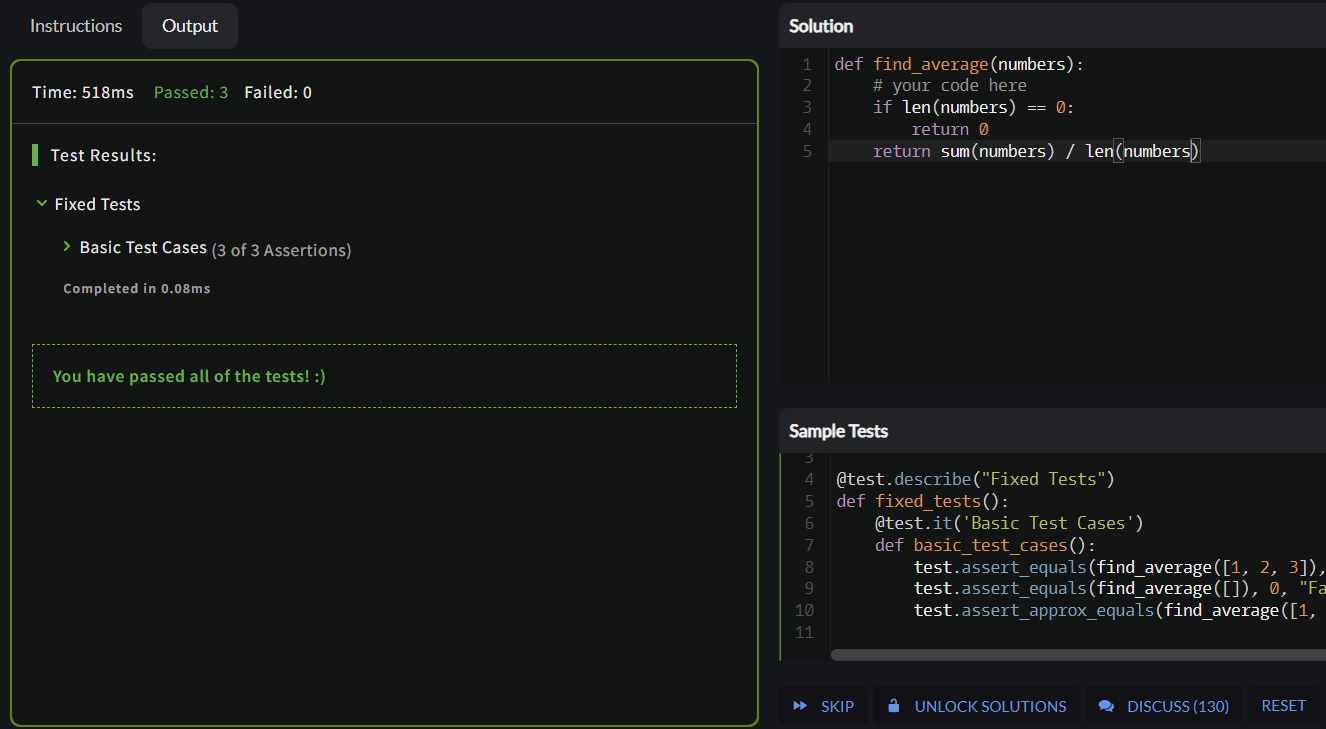 Instructions Output
Time: 518ms Passed: 3 Failed: 0
Test Results:
Fixed Tests
Basic Test Cases (3 of 3 Assertions)
Completed in 0.08ms
You have passed all of the tests! :)
Solution
1 def find_average(numbers):
2     # your code here
3     if len(numbers) == 0:
4         return 0
5     return sum(numbers) / len(numbers)
Sample Tests
3
4 @test.describe("Fixed Tests")
5 def fixed_tests():
6     @test.it('Basic Test Cases')
7     def basic_test_cases():
8         test.assert_equals(find_average([1, 2, 3]),
9         test.assert_equals(find_average([]), 0, "Fa
10         test.assert_approx_equals(find_average([1,
11
SKIP UNLOCK SOLUTIONS DISCUSS (130) RESET